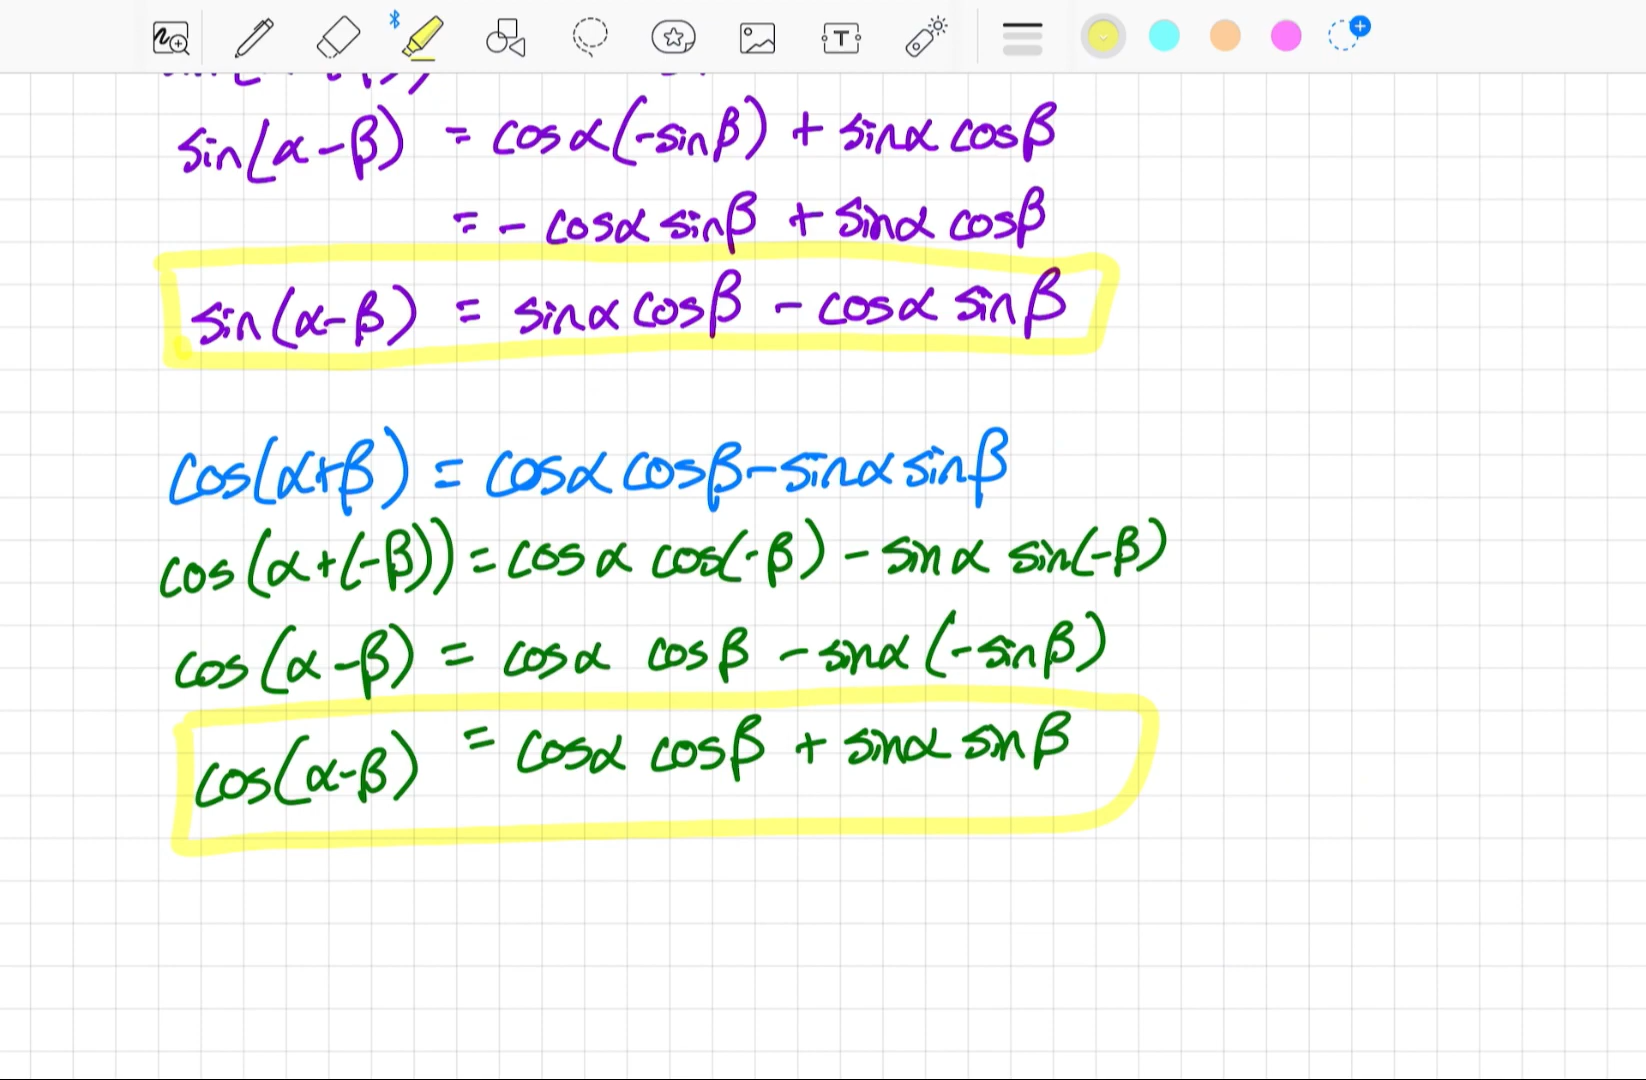 sin(α-β) = cosα(-sinβ) + sinα cosβ
= - cosα sinβ + sinα cosβ
sin(α-β) = sinα cosβ - cosα sinβ
cos(α+β) = cosα cosβ - sinα sinβ
cos(α+(-β)) = cosα cos(-β) - sinα sin(-β)
cos(α-β) = cosα cosβ - sinα(-sinβ)
cos(α-β) = cosα cosβ + sinα sinβ